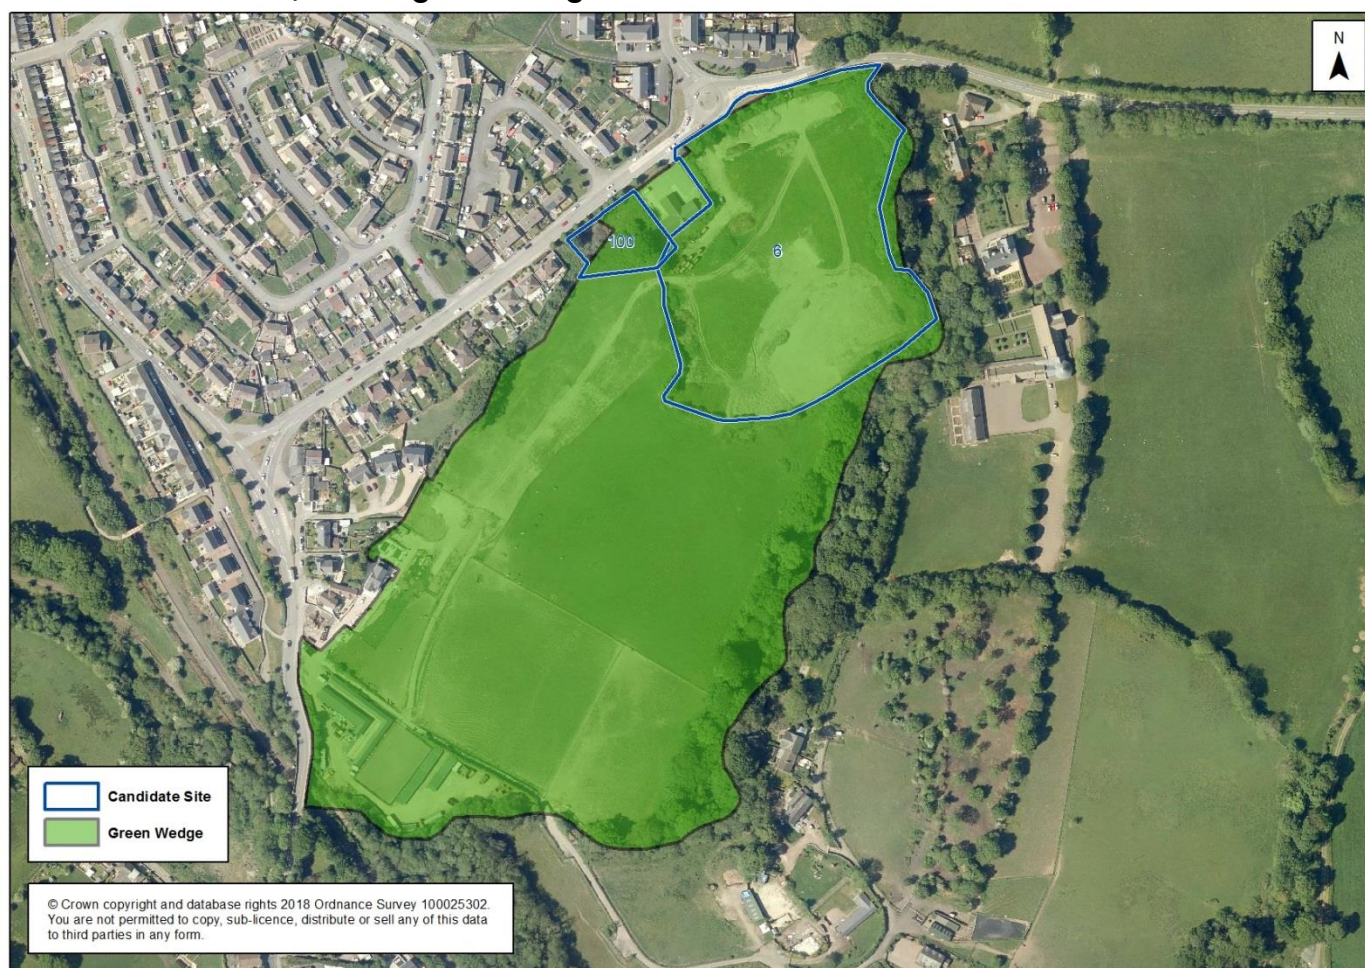 N
100
6
Candidate Site
Green Wedge
© Crown copyright and database rights 2018 Ordnance Survey 100025302.
You are not permitted to copy, sub-licence, distribute or sell any of this data
to third parties in any form.